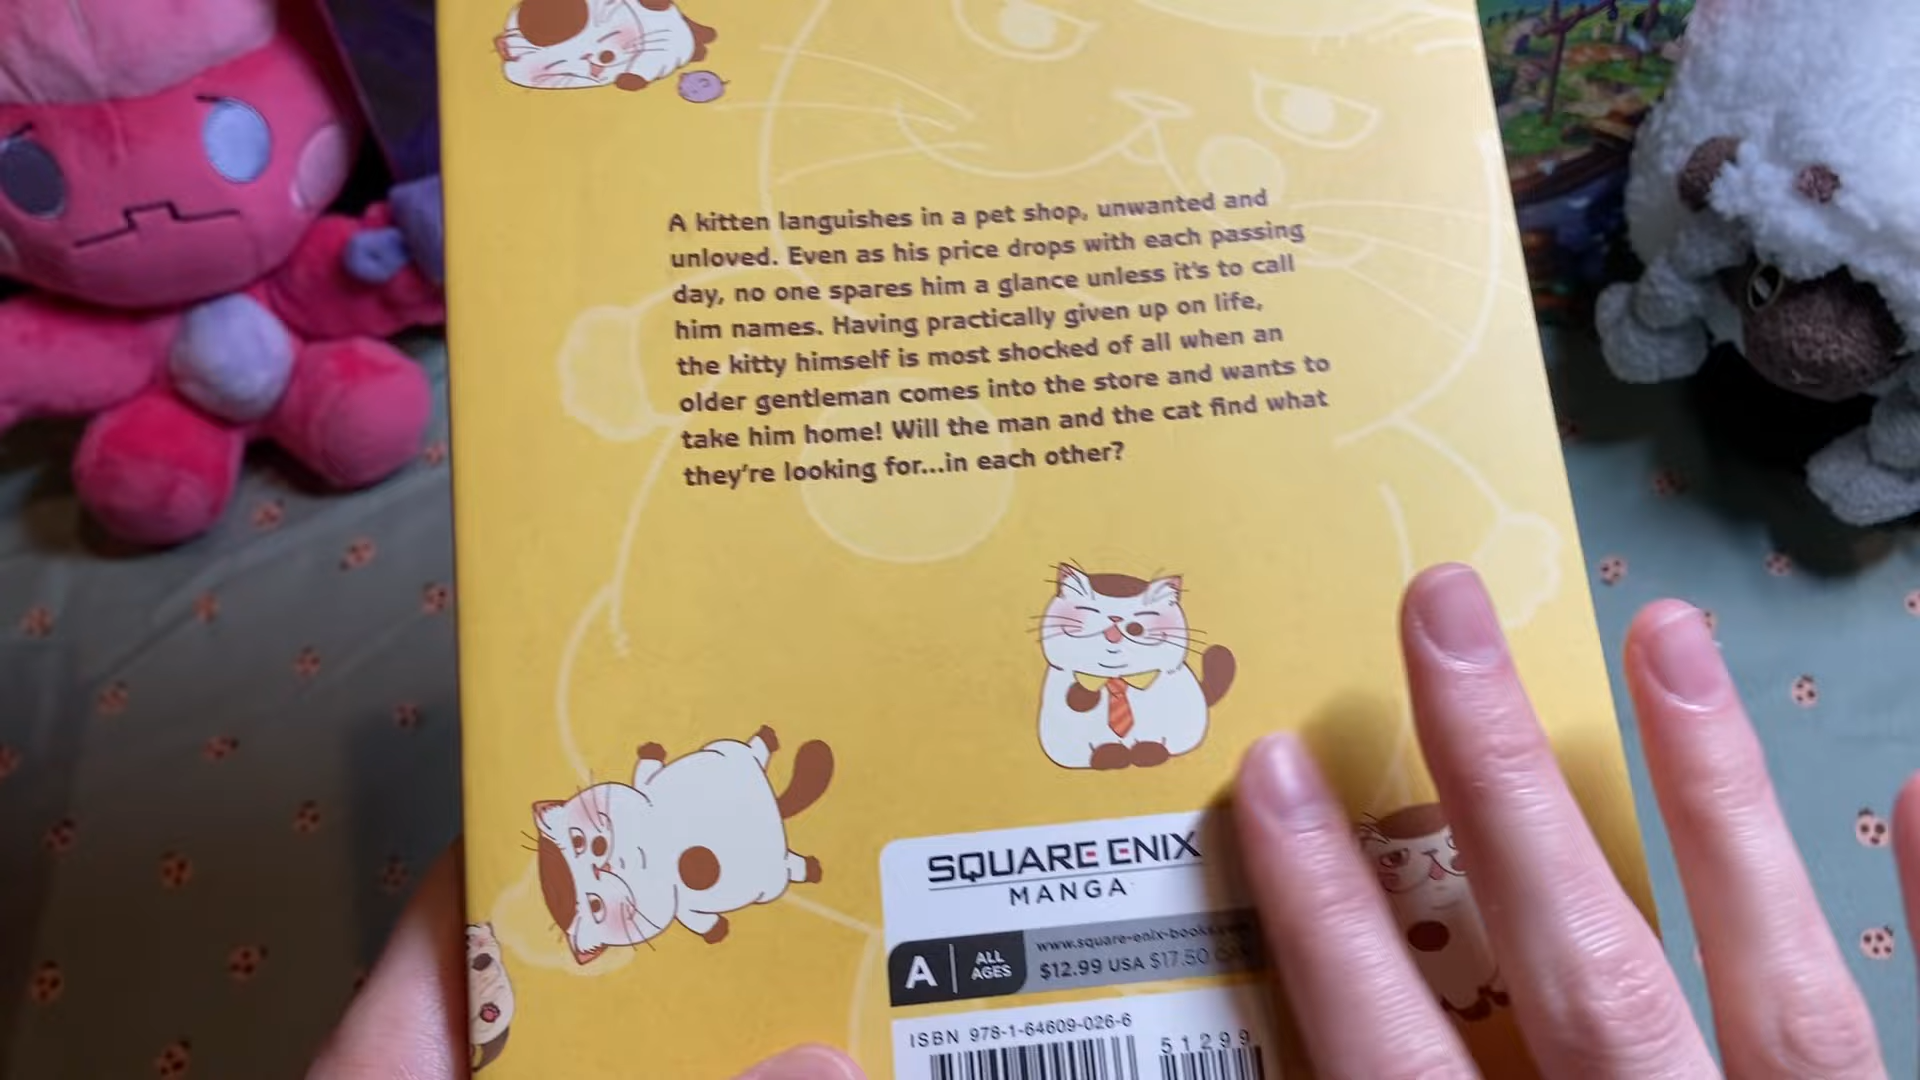 A kitten languishes in a pet shop, unwanted and
unloved. Even as his price drops with each passing
day, no one spares him a glance unless it's to call
him names. Having practically given up on life,
the kitty himself is most shocked of all when an
older gentleman comes into the store and wants to
take him home! Will the man and the cat find what
they're looking for...in each other?
SQUARE ENIX
MANGA
A
ALL
AGES
www.square-enix-books.
$12.99 USA $17.50
ISBN 978-1-64609-026-6
51299